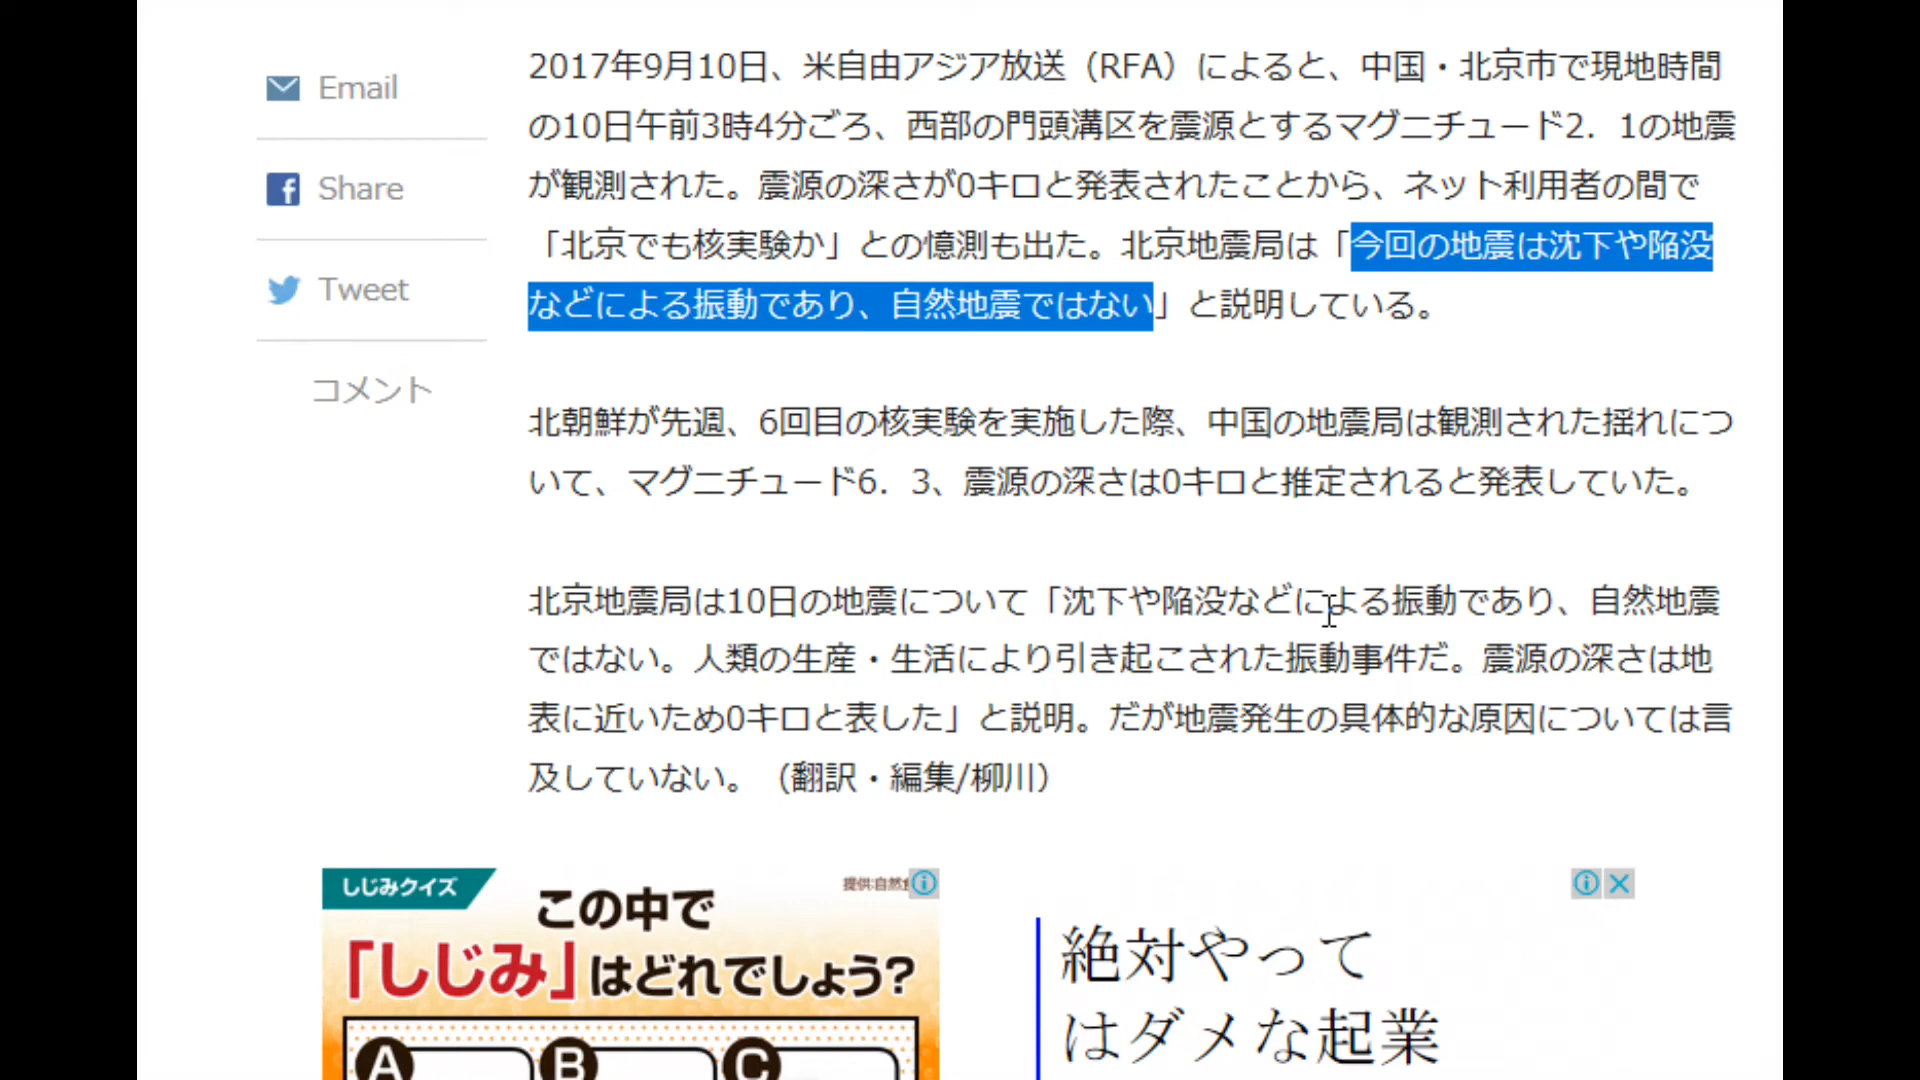 Email
Share
Tweet
コメント
2017年9月10日、米自由アジア放送（RFA）によると、中国・北京市で現地時間
の10日午前3時4分ごろ、西部の門頭溝区を震源とするマグニチュード2．1の地震
が観測された。震源の深さが0キロと発表されたことから、ネット利用者の間で
「北京でも核実験か」との憶測も出た。北京地震局は「今回の地震は沈下や陥没
などによる振動であり、自然地震ではない」と説明している。
北朝鮮が先週、6回目の核実験を実施した際、中国の地震局は観測された揺れにつ
いて、マグニチュード6．3、震源の深さは0キロと推定されると発表していた。
北京地震局は10日の地震について「沈下や陥没などによる振動であり、自然地震
ではない。人類の生産・生活により引き起こされた振動事件だ。震源の深さは地
表に近いため0キロと表した」と説明。だが地震発生の具体的な原因については言
及していない。（翻訳・編集/柳川）
しじみクイズ
提供:自然
この中で
「しじみ」はどれでしょう?
A B C
絶対やって
はダメな起業